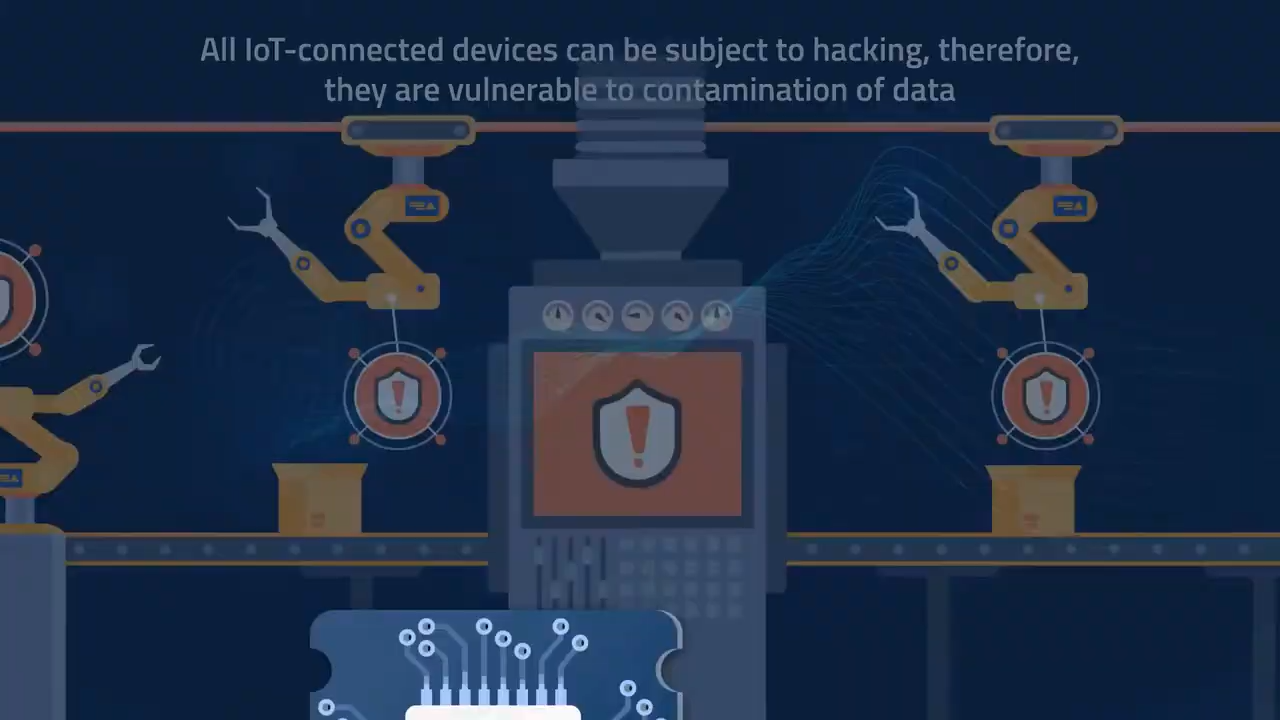 All IoT-connected devices can be subject to hacking, therefore,
they are vulnerable to contamination of data